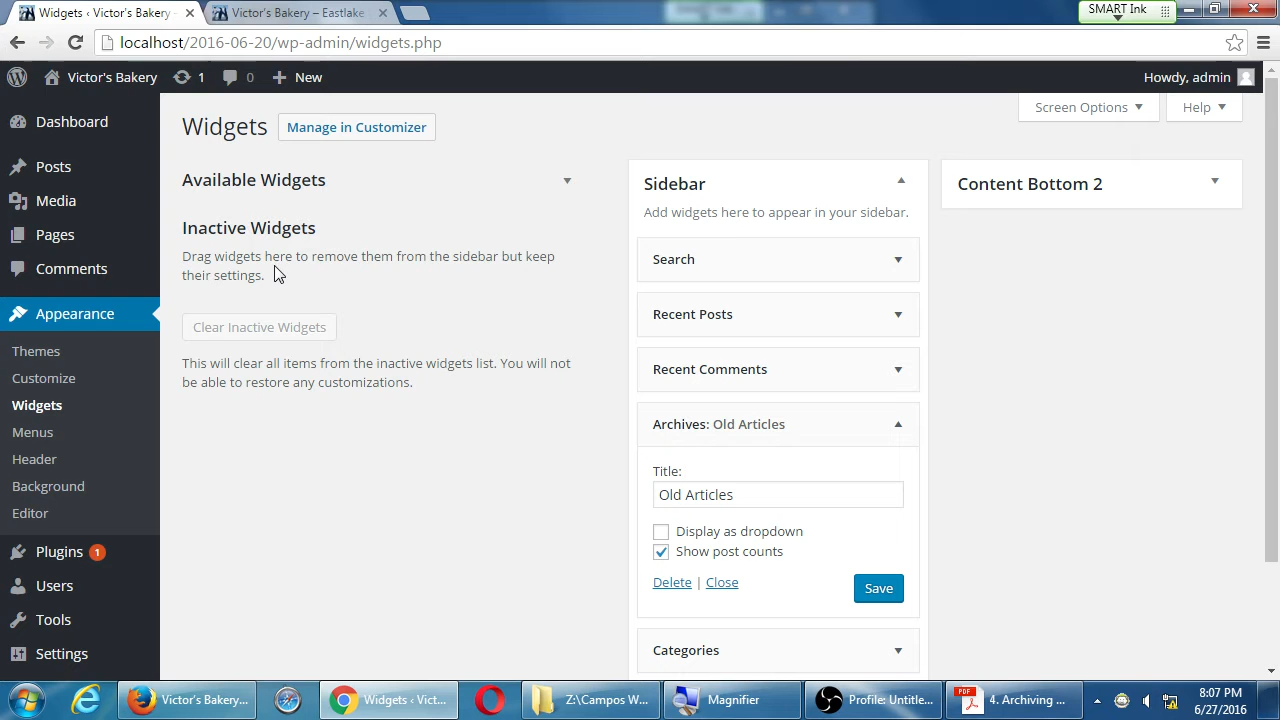 Widgets ‹ Victor's Bakery -
Victor's Bakery – Eastlake
SMART Ink
localhost/2016-06-20/wp-admin/widgets.php
Victor's Bakery
1
0
New
Howdy, admin
Dashboard
Posts
Media
Pages
Comments
Appearance
Themes
Customize
Widgets
Menus
Header
Background
Editor
Plugins 1
Users
Tools
Settings
Screen Options
Help
Widgets
Manage in Customizer
Available Widgets
Inactive Widgets
Drag widgets here to remove them from the sidebar but keep
their settings.
Clear Inactive Widgets
This will clear all items from the inactive widgets list. You will not
be able to restore any customizations.
Sidebar
Add widgets here to appear in your sidebar.
Search
Recent Posts
Recent Comments
Archives: Old Articles
Title:
Old Articles
Display as dropdown
Show post counts
Delete | Close
Save
Categories
Content Bottom 2
Victor's Bakery...
Widgets ‹ Vict...
Z:\Campos W...
Magnifier
Profile: Untitle...
PDF
4. Archiving ...
8:07 PM
6/27/2016